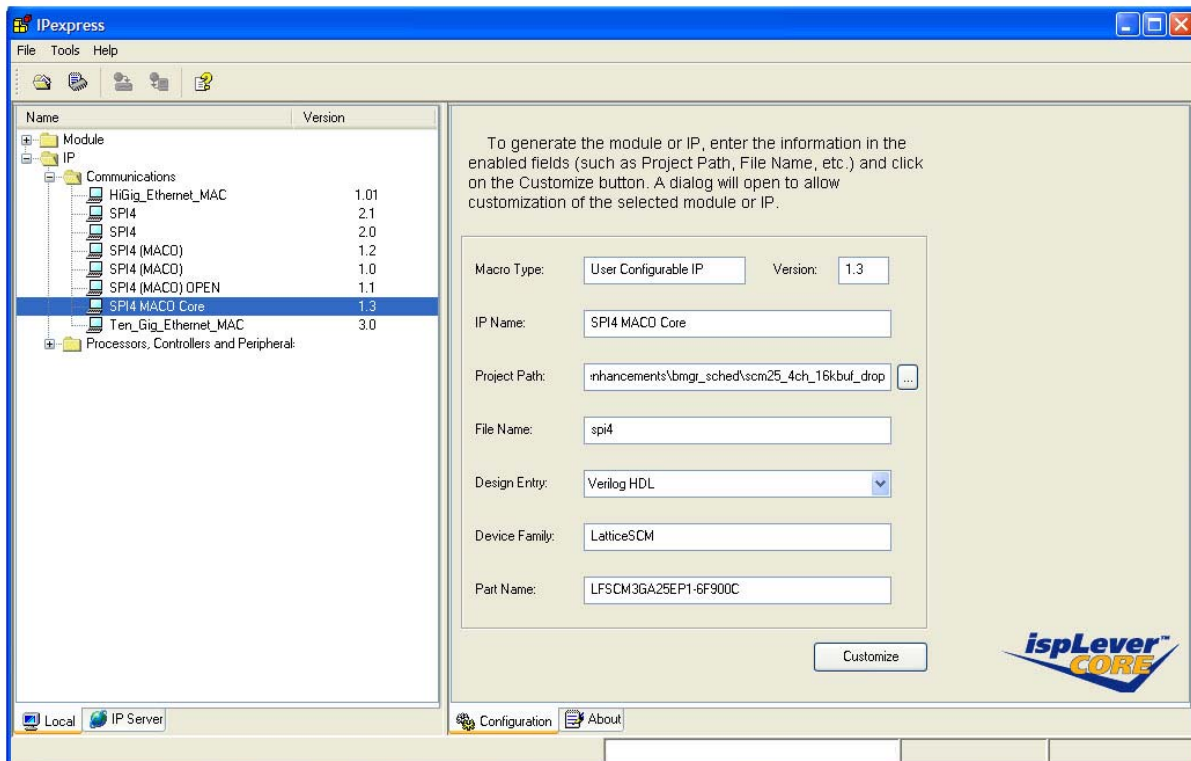 IPexpress
File Tools Help
Name Version
Module
IP
Communications
HiGig_Ethernet_MAC 1.01
SPI4 2.1
SPI4 2.0
SPI4 (MACO) 1.2
SPI4 (MACO) 1.0
SPI4 (MACO) OPEN 1.1
SPI4 MACO Core 1.3
Ten_Gig_Ethernet_MAC 3.0
Processors, Controllers and Peripheral
To generate the module or IP, enter the information in the
enabled fields (such as Project Path, File Name, etc.) and click
on the Customize button. A dialog will open to allow
customization of the selected module or IP.
Macro Type: User Configurable IP Version: 1.3
IP Name: SPI4 MACO Core
Project Path: nhancements\bmgr_sched\scm25_4ch_16kbuf_drop ...
File Name: spi4
Design Entry: Verilog HDL
Device Family: LatticeSCM
Part Name: LFSCM3GA25EP1-6F900C
Customize
ispLever™
CORE
Local IP Server
Configuration About